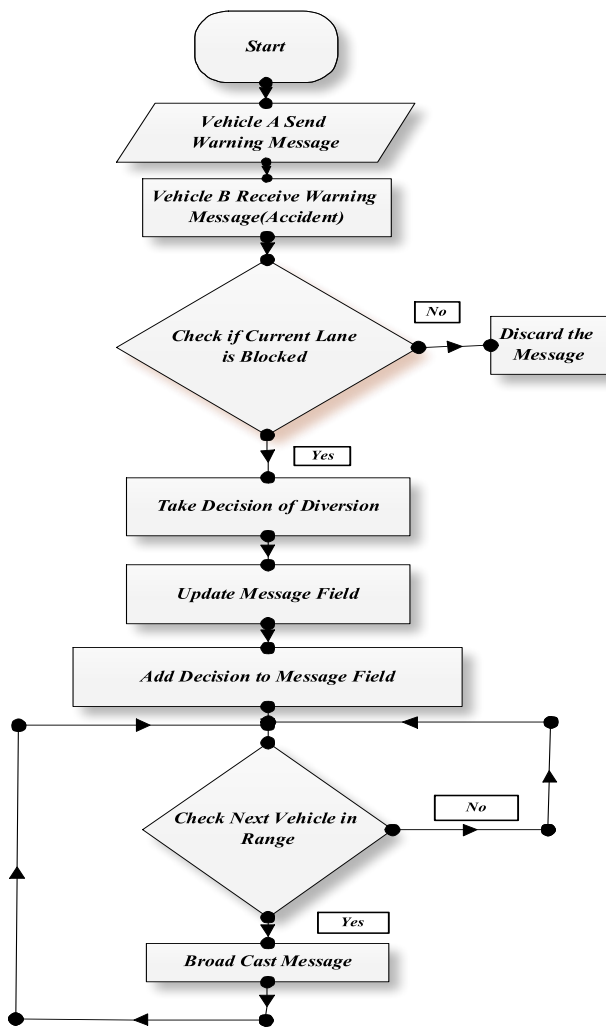 Start
Vehicle A Send
Warning Message
Vehicle B Receive Warning
Message(Accident)
Check if Current Lane
is Blocked
No
Discard the
Message
Yes
Take Decision of Diversion
Update Message Field
Add Decision to Message Field
Check Next Vehicle in
Range
No
Yes
Broad Cast Message